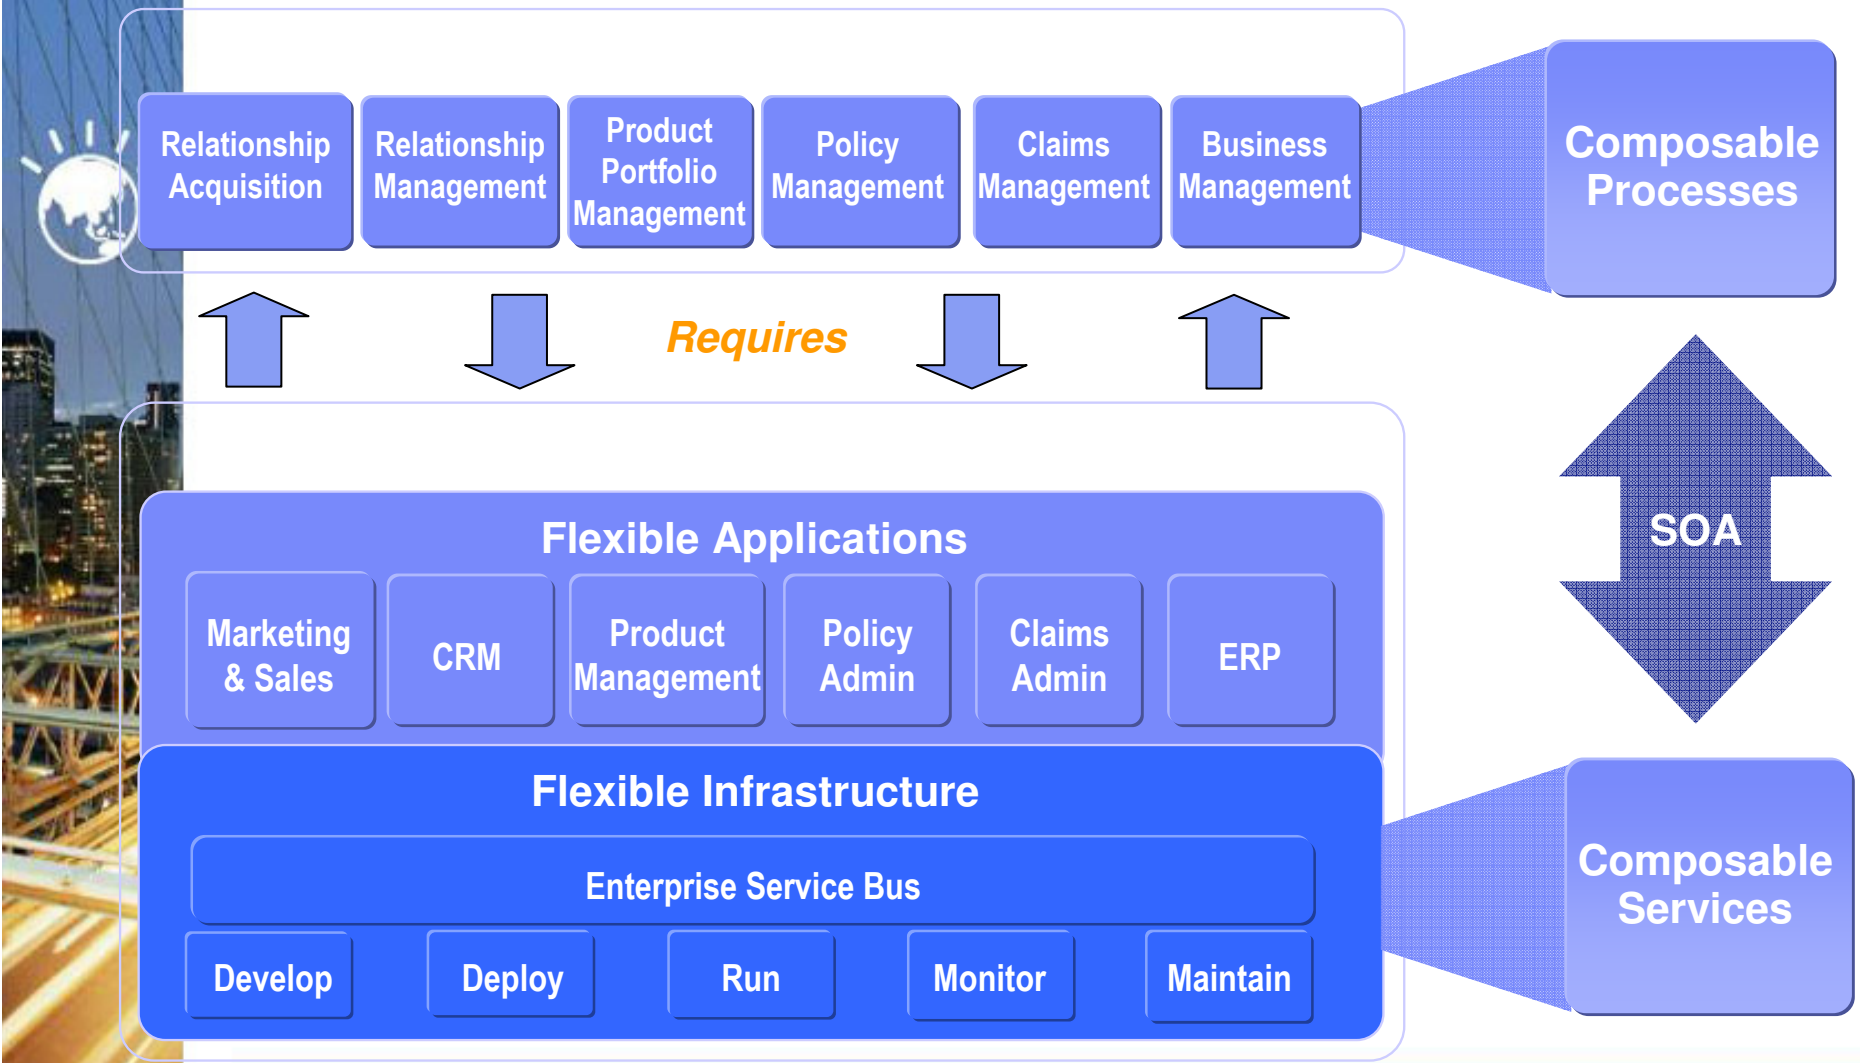 Relationship
Acquisition
Relationship
Management
Product
Portfolio
Management
Policy
Management
Claims
Management
Business
Management
Composable
Processes
Requires
SOA
Flexible Applications
Marketing
& Sales
CRM
Product
Management
Policy
Admin
Claims
Admin
ERP
Flexible Infrastructure
Enterprise Service Bus
Develop
Deploy
Run
Monitor
Maintain
Composable
Services